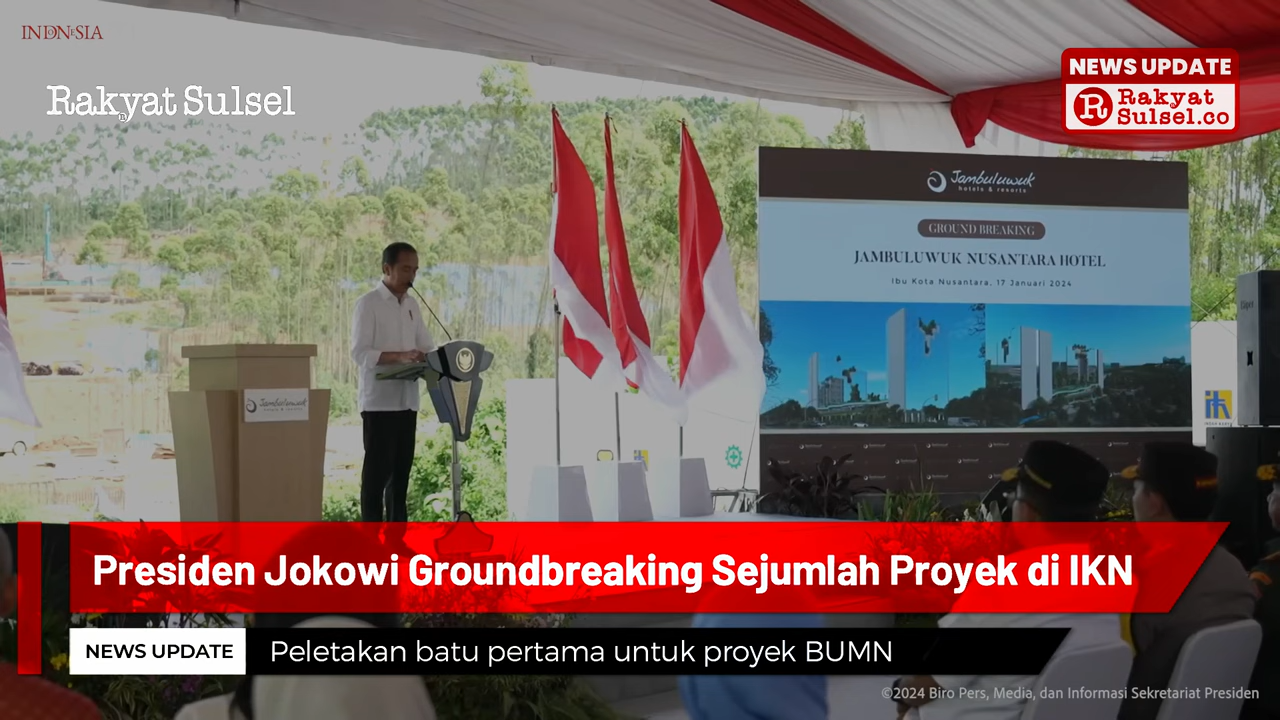 INDONESIA
Rakyat Sulsel
NEWS UPDATE
Rakyat
Sulsel.co
Jambuluwuk
hotels & resorts
GROUND BREAKING
JAMBULUWUK NUSANTARA HOTEL
Ibu Kota Nusantara, 17 Januari 2024
Jambuluwuk
hotels & resorts
Presiden Jokowi Groundbreaking Sejumlah Proyek di IKN
NEWS UPDATE
Peletakan batu pertama untuk proyek BUMN
©2024 Biro Pers, Media, dan Informasi Sekretariat Presiden